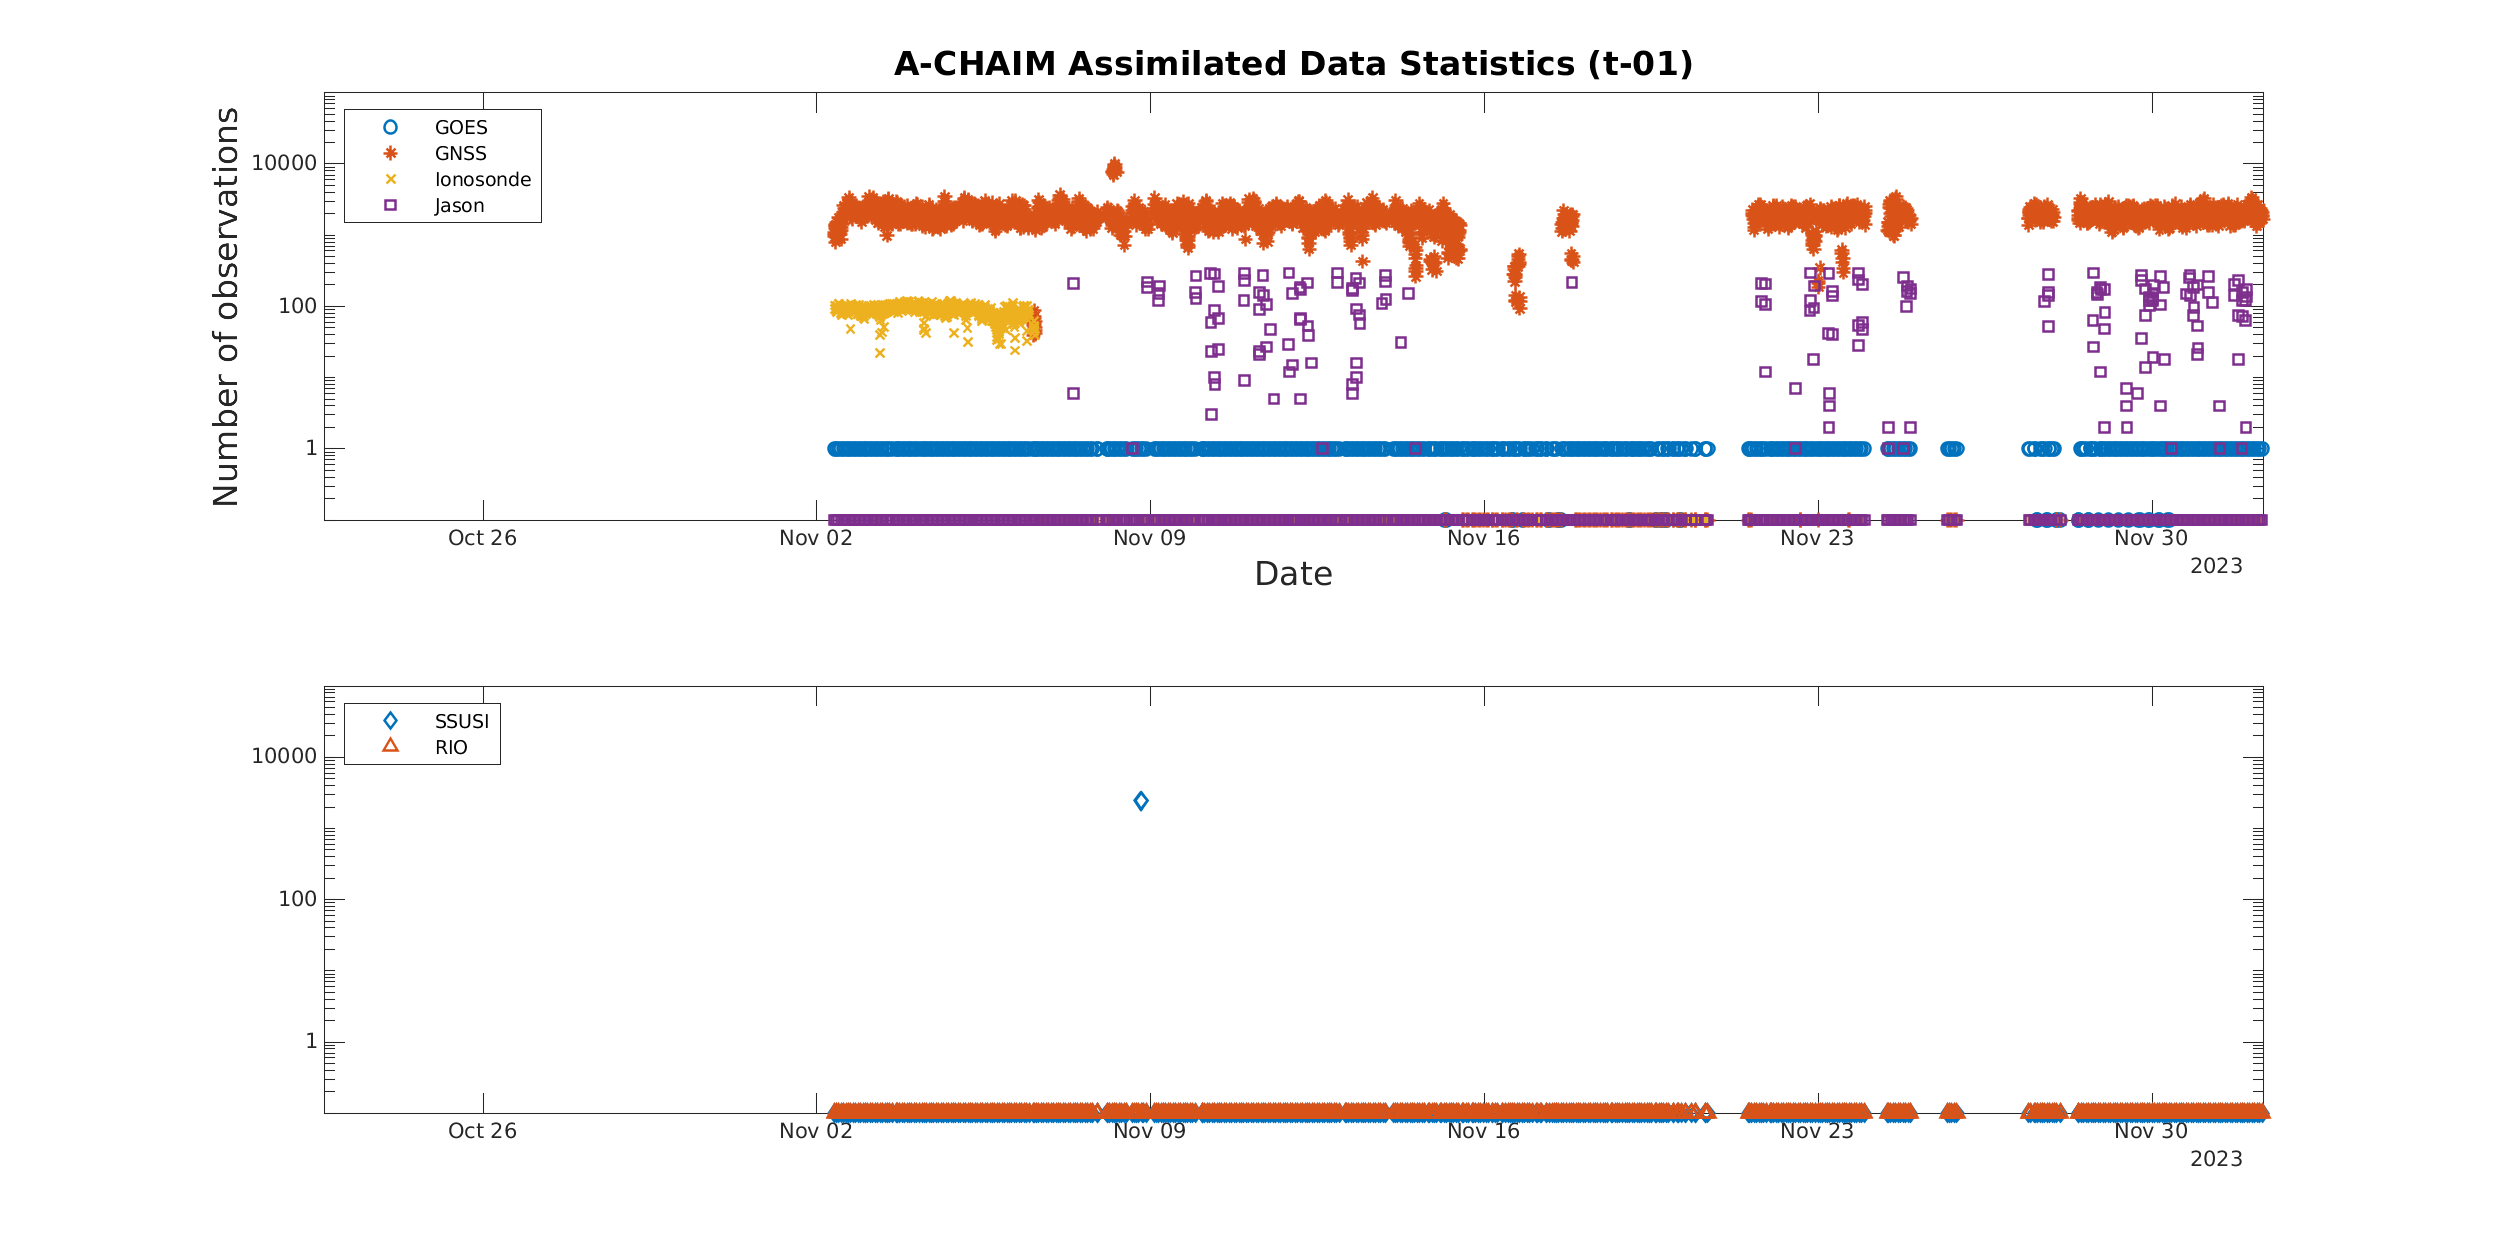 A-CHAIM Assimilated Data Statistics (t-01)
Number of observations
10000
100
1
GOES
GNSS
Ionosonde
Jason
Oct 26
Nov 02
Nov 09
Nov 16
Nov 23
Nov 30
2023
Date
10000
100
1
SSUSI
RIO
Oct 26
Nov 02
Nov 09
Nov 16
Nov 23
Nov 30
2023